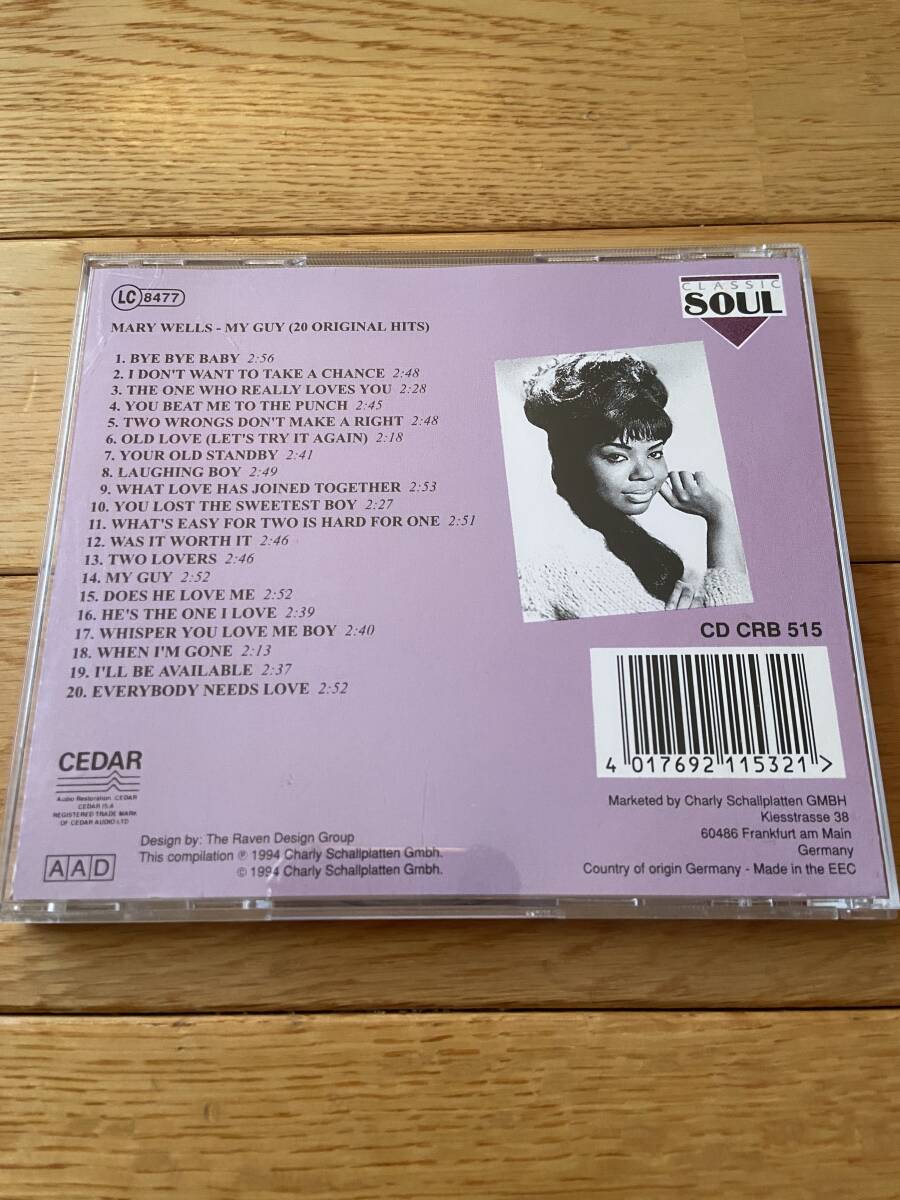 LC 8477
CLASSIC
SOUL
MARY WELLS - MY GUY (20 ORIGINAL HITS)
1. BYE BYE BABY 2:56
2. I DON'T WANT TO TAKE A CHANCE 2:48
3. THE ONE WHO REALLY LOVES YOU 2:28
4. YOU BEAT ME TO THE PUNCH 2:45
5. TWO WRONGS DON'T MAKE A RIGHT 2:48
6. OLD LOVE (LET'S TRY IT AGAIN) 2:18
7. YOUR OLD STANDBY 2:41
8. LAUGHING BOY 2:49
9. WHAT LOVE HAS JOINED TOGETHER 2:53
10. YOU LOST THE SWEETEST BOY 2:27
11. WHAT'S EASY FOR TWO IS HARD FOR ONE 2:51
12. WAS IT WORTH IT 2:46
13. TWO LOVERS 2:46
14. MY GUY 2:52
15. DOES HE LOVE ME 2:52
16. HE'S THE ONE I LOVE 2:39
17. WHISPER YOU LOVE ME BOY 2:40
18. WHEN I'M GONE 2:13
19. I'LL BE AVAILABLE 2:37
20. EVERYBODY NEEDS LOVE 2:52
CD CRB 515
4 017692 115321 >
CEDAR
Audio Restoration: CEDAR
CEDAR IS A
REGISTERED TRADE MARK
OF CEDAR AUDIO LTD
Design by: The Raven Design Group
This compilation ℗ 1994 Charly Schallplatten Gmbh.
© 1994 Charly Schallplatten Gmbh.
AAD
Marketed by Charly Schallplatten GMBH
Kiesstrasse 38
60486 Frankfurt am Main
Germany
Country of origin Germany - Made in the EEC